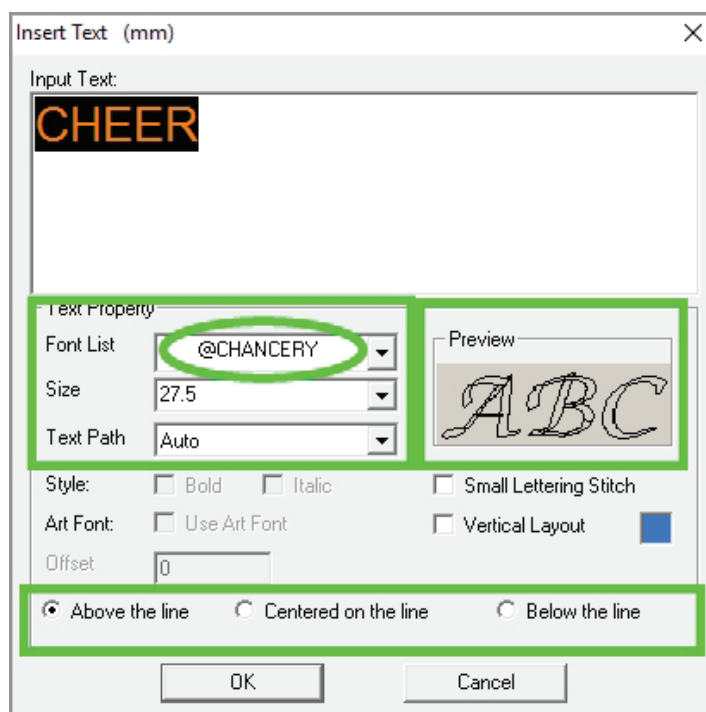 Insert Text (mm)
Input Text:
CHEER
Text Property
Font List @CHANCERY
Preview
ABC
Size 27.5
Text Path Auto
Style: Bold Italic Small Lettering Stitch
Art Font: Use Art Font Vertical Layout
Offset 0
Above the line Centered on the line Below the line
OK Cancel